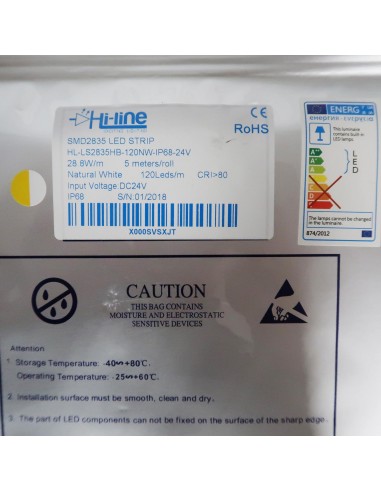 Hi-line
CE
RoHS
SMD2835 LED STRIP
HL-LS2835HB-120NW-IP68-24V
28.8W/m 5 meters/roll
Natural White 120Leds/m CRI>80
Input Voltage DC24V
IP68 S/N:01/2018
X000SVSXJT
ENERG
This luminaire
contains built-in
LED lamps.
A++
A+
A
B
C
D
E
L
E
D
The lamps cannot be changed in
the luminaire.
874/2012
CAUTION
THIS BAG CONTAINS
MOISTURE AND ELECTROSTATIC
SENSITIVE DEVICES
Attention
1. Storage Temperature: -40∽+80℃.
Operating Temperature: -25∽+60℃.
2. Installation surface must be smooth, clean and dry.
3. The part of LED components can not be fixed on the surface of the sharp edge.